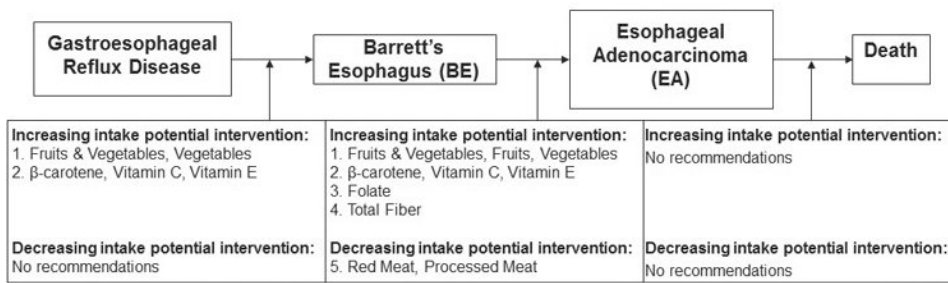 Gastroesophageal
Reflux Disease
Barrett's
Esophagus (BE)
Esophageal
Adenocarcinoma
(EA)
Death
Increasing intake potential intervention:
1. Fruits & Vegetables, Vegetables
2. β-carotene, Vitamin C, Vitamin E
Decreasing intake potential intervention:
No recommendations
Increasing intake potential intervention:
1. Fruits & Vegetables, Fruits, Vegetables
2. β-carotene, Vitamin C, Vitamin E
3. Folate
4. Total Fiber
Decreasing intake potential intervention:
5. Red Meat, Processed Meat
Increasing intake potential intervention:
No recommendations
Decreasing intake potential intervention:
No recommendations